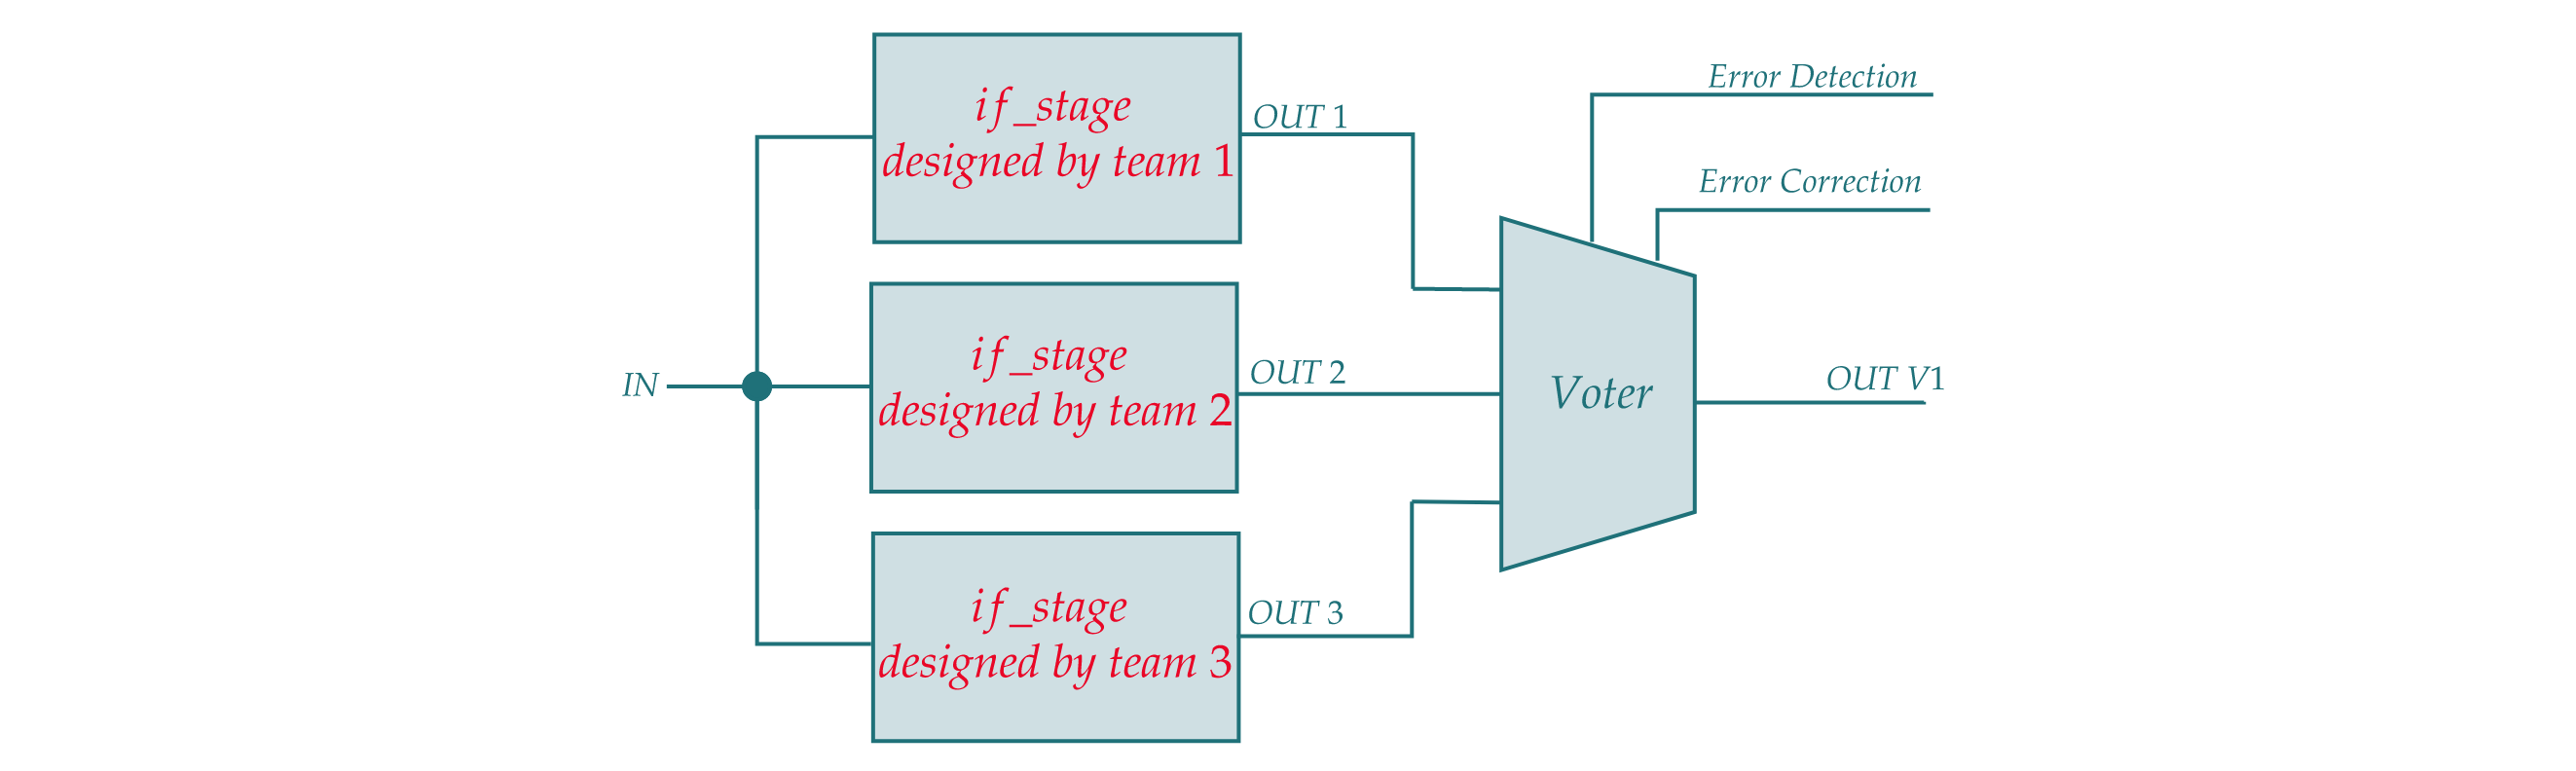 if_stage
designed by team 1
OUT 1
Error Detection
Error Correction
IN
if_stage
designed by team 2
OUT 2
Voter
OUT V1
if_stage
designed by team 3
OUT 3